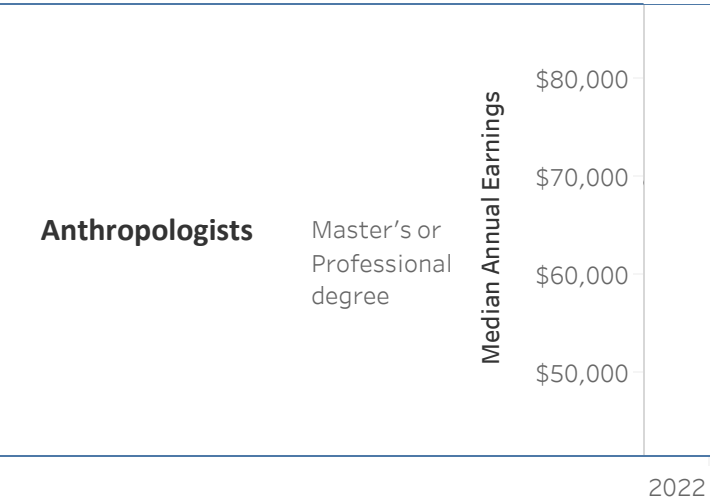 Anthropologists
Master's or
Professional
degree
Median Annual Earnings
$80,000
$70,000
$60,000
$50,000
2022